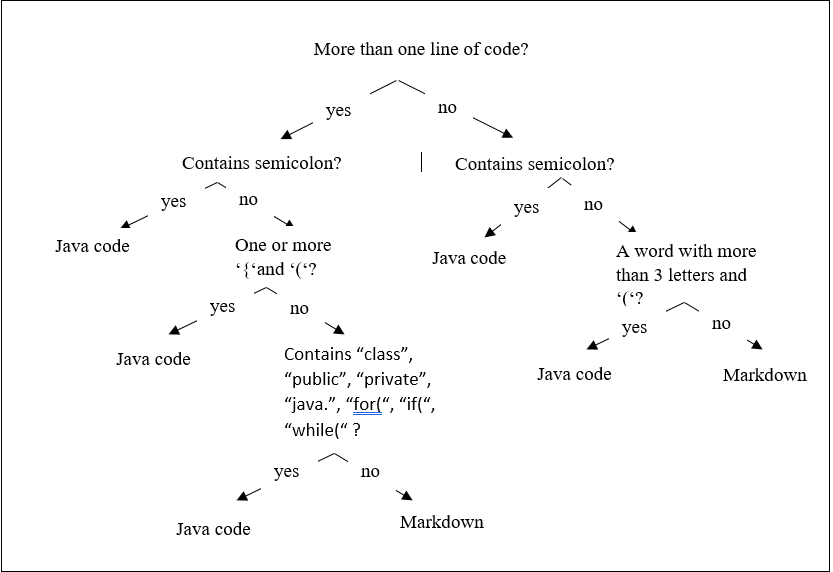 More than one line of code?
yes
no
Contains semicolon?
Contains semicolon?
yes
no
yes
no
Java code
One or more
‘{‘and ‘(‘?
Java code
A word with more
than 3 letters and
‘(‘?
yes
no
yes
no
Java code
Contains “class”,
“public”, “private”,
“java.”, “for(“, “if(“,
“while(“ ?
Java code
Markdown
yes
no
Java code
Markdown